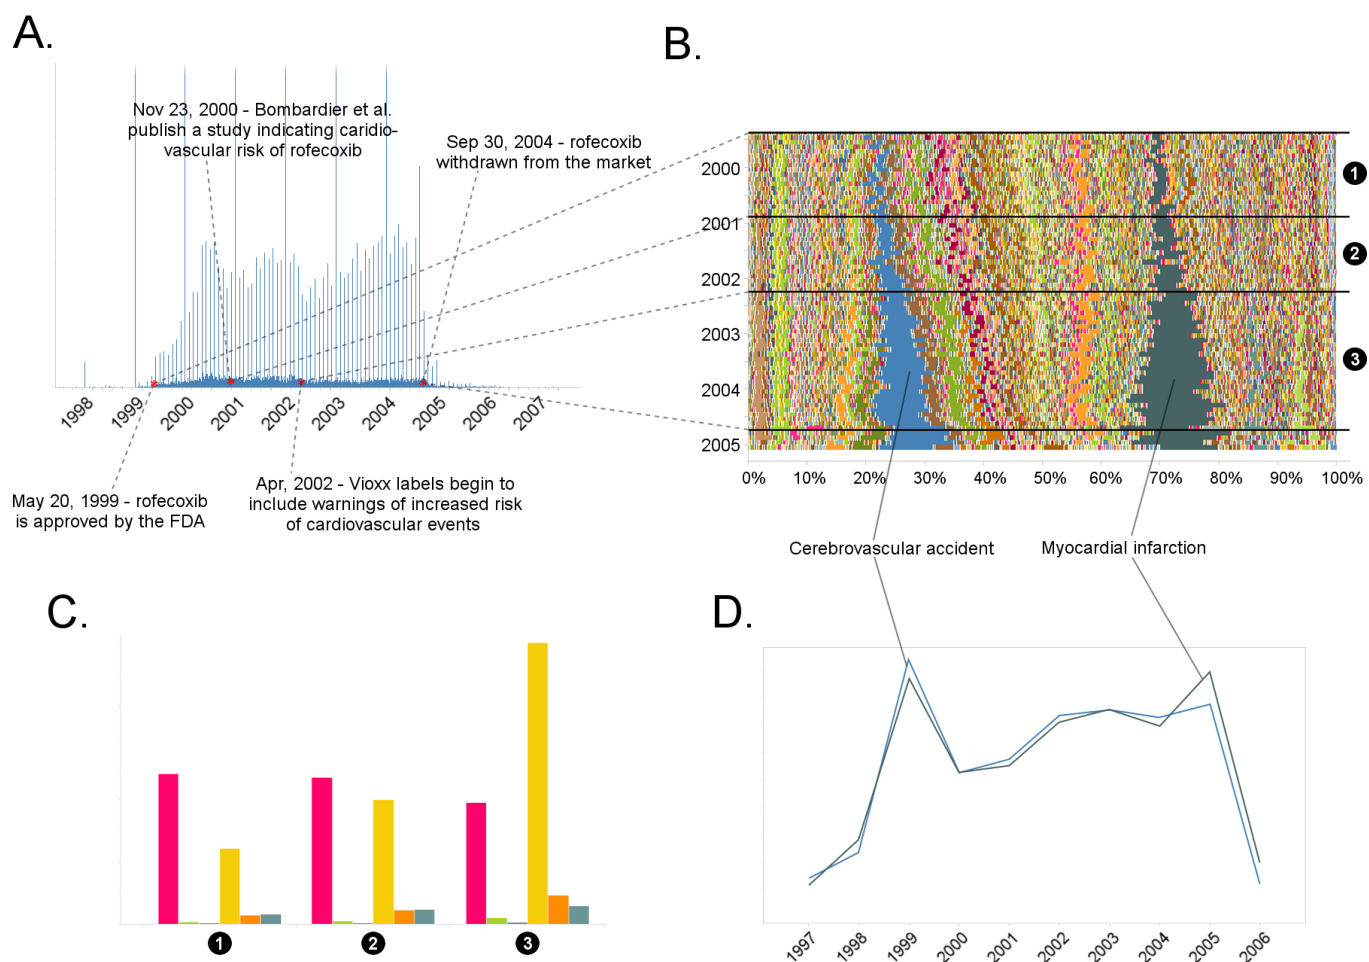 A.
Nov 23, 2000 - Bombardier et al.
publish a study indicating caridio-
vascular risk of rofecoxib
Sep 30, 2004 - rofecoxib
withdrawn from the market
1998
1999
2000
2001
2002
2003
2004
2005
2006
2007
May 20, 1999 - rofecoxib
is approved by the FDA
Apr, 2002 - Vioxx labels begin to
include warnings of increased risk
of cardiovascular events
B.
2000
2001
2002
2003
2004
2005
1
2
3
0% 10% 20% 30% 40% 50% 60% 70% 80% 90% 100%
Cerebrovascular accident
Myocardial infarction
C.
1
2
3
D.
1997
1998
1999
2000
2001
2002
2003
2004
2005
2006